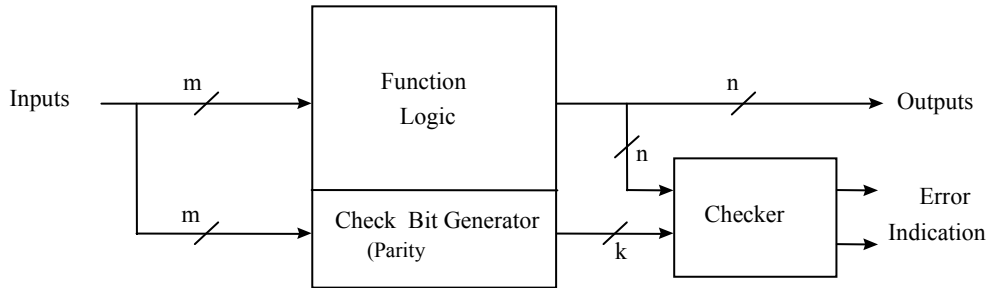 Inputs
m
m
Function
Logic
Check Bit Generator
(Parity
n
n
k
Checker
Outputs
Error
Indication